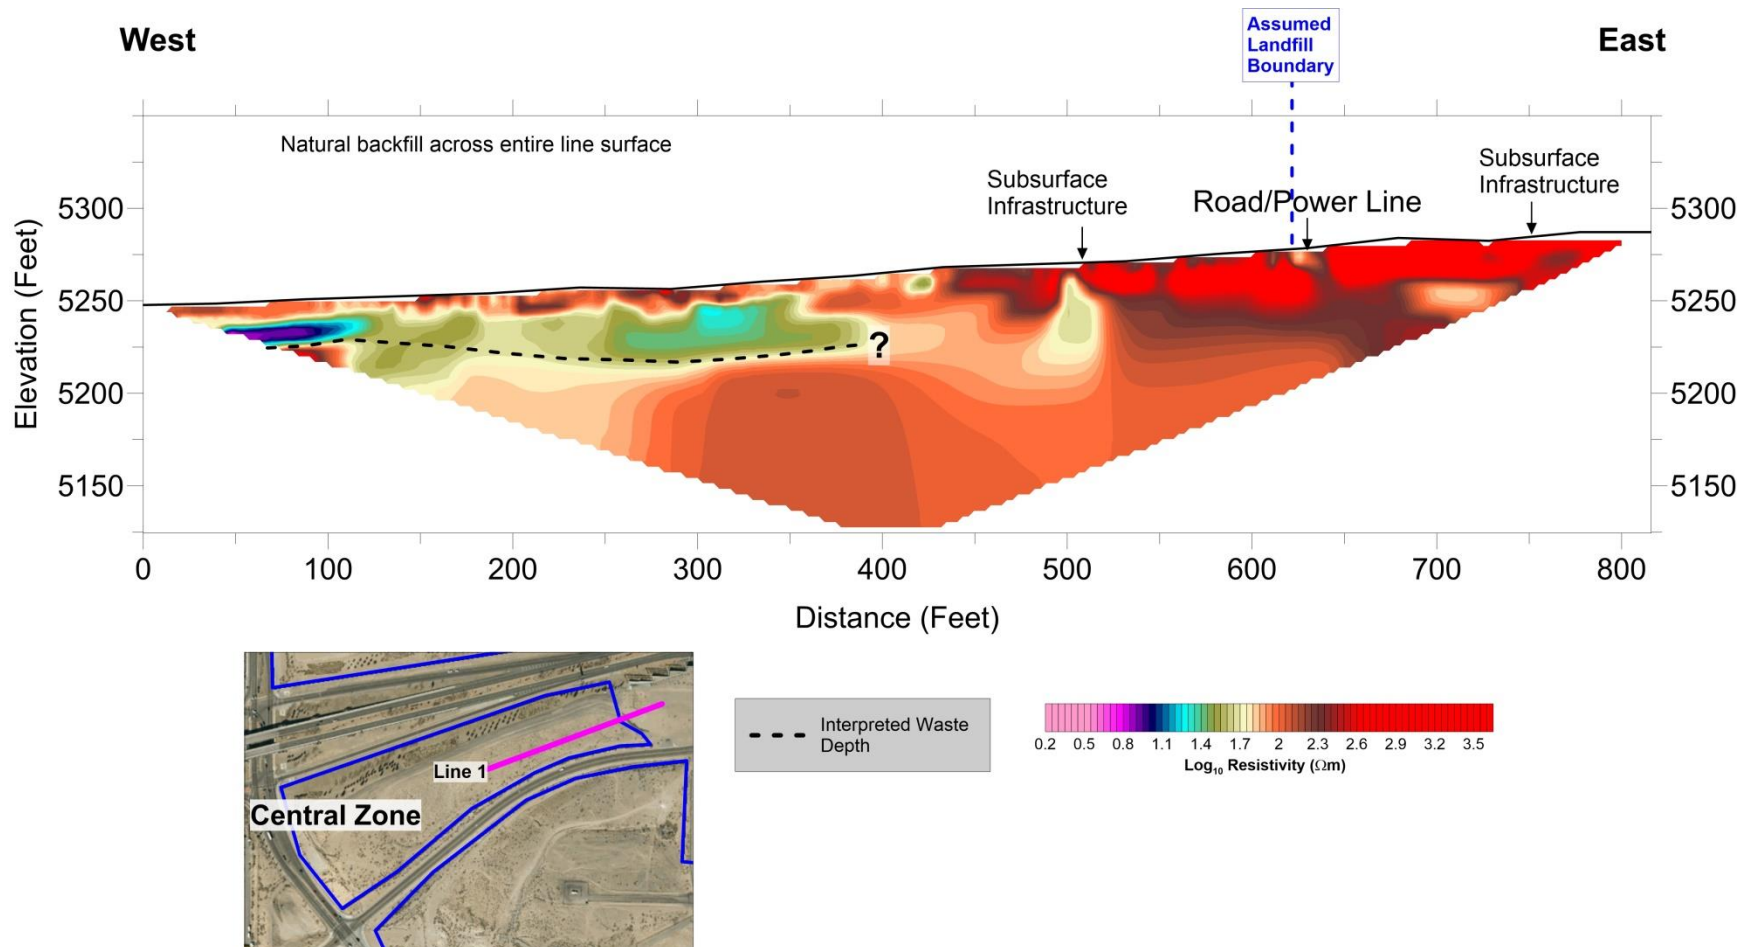 West
Assumed
Landfill
Boundary
East
Natural backfill across entire line surface
Subsurface
Infrastructure
Road/Power Line
Subsurface
Infrastructure
Elevation (Feet)
5300
5250
5200
5150
5300
5250
5200
5150
?
0 100 200 300 400 500 600 700 800
Distance (Feet)
Line 1
Central Zone
Interpreted Waste
Depth
0.2 0.5 0.8 1.1 1.4 1.7 2 2.3 2.6 2.9 3.2 3.5
Log₁₀ Resistivity (Ωm)